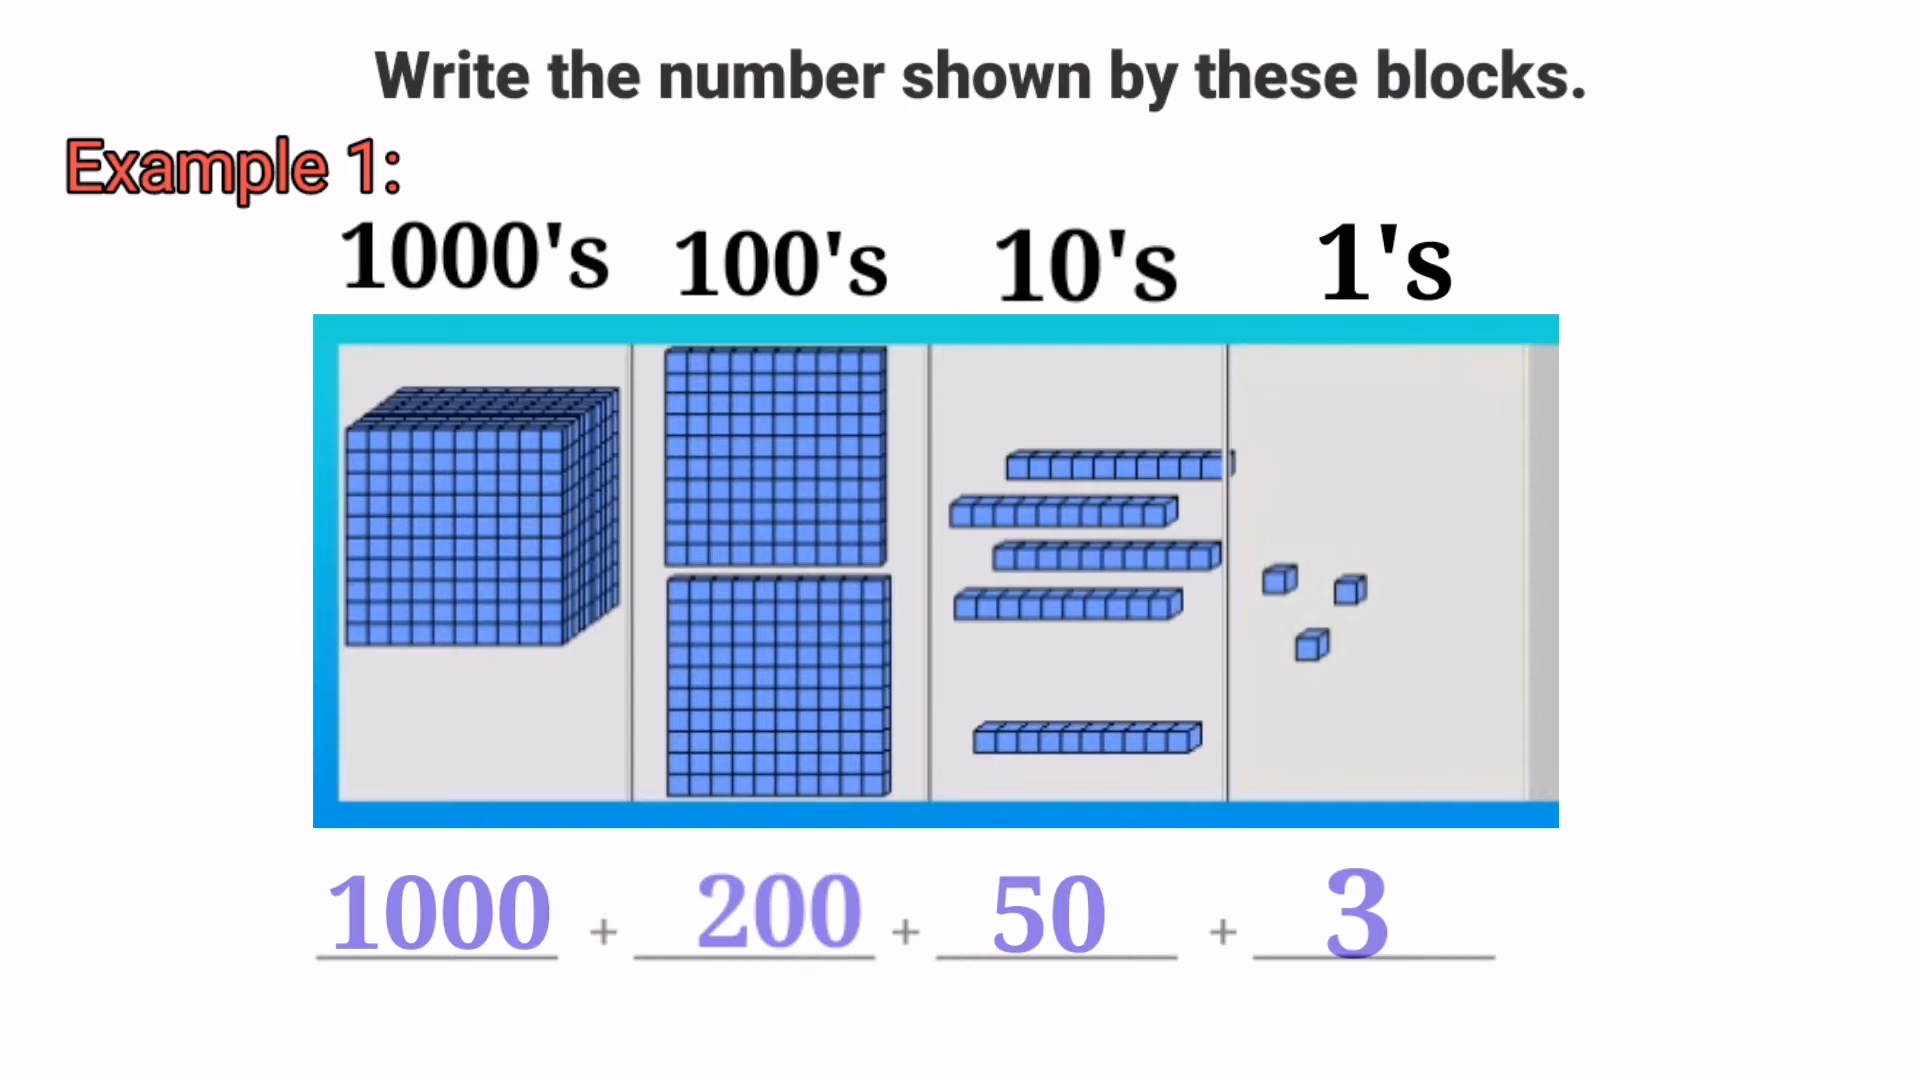 Write the number shown by these blocks.
Example 1:
1000's 100's 10's 1's
1000 + 200 + 50 + 3